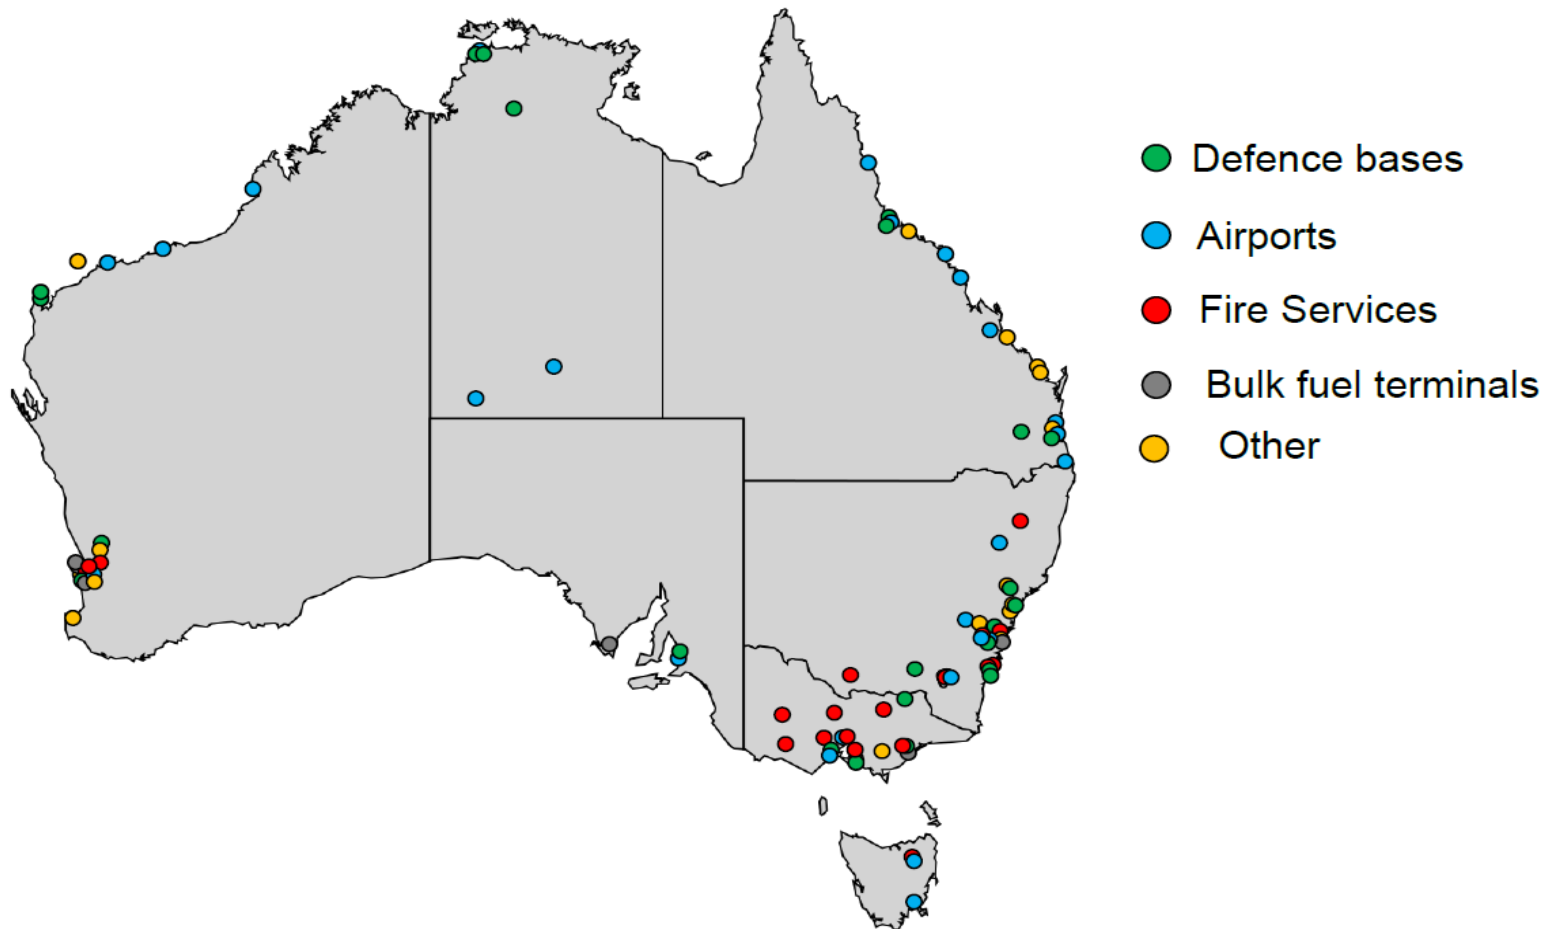 Defence bases
Airports
Fire Services
Bulk fuel terminals
Other